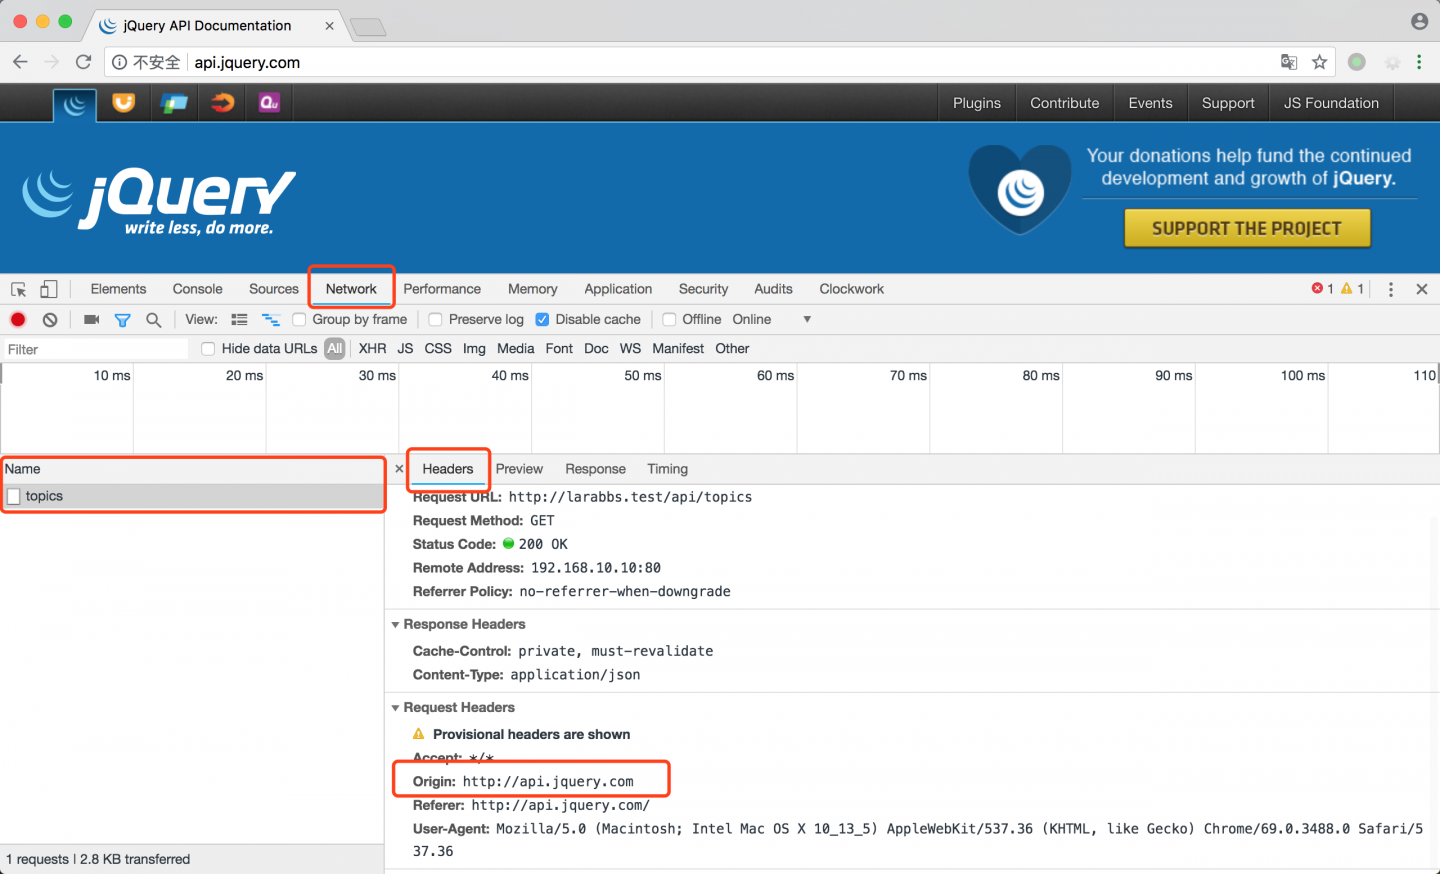 jQuery API Documentation
不安全 api.jquery.com
Plugins Contribute Events Support JS Foundation
jQuery
write less, do more.
Your donations help fund the continued
development and growth of jQuery.
SUPPORT THE PROJECT
Elements Console Sources Network Performance Memory Application Security Audits Clockwork 1 1
View: Group by frame Preserve log Disable cache Offline Online
Filter Hide data URLs All XHR JS CSS Img Media Font Doc WS Manifest Other
10 ms 20 ms 30 ms 40 ms 50 ms 60 ms 70 ms 80 ms 90 ms 100 ms 110
Name
topics
Headers Preview Response Timing
Request URL: http://larabbs.test/api/topics
Request Method: GET
Status Code: 200 OK
Remote Address: 192.168.10.10:80
Referrer Policy: no-referrer-when-downgrade
Response Headers
Cache-Control: private, must-revalidate
Content-Type: application/json
Request Headers
Provisional headers are shown
Accept: */*
Origin: http://api.jquery.com
Referer: http://api.jquery.com/
User-Agent: Mozilla/5.0 (Macintosh; Intel Mac OS X 10_13_5) AppleWebKit/537.36 (KHTML, like Gecko) Chrome/69.0.3488.0 Safari/5
37.36
1 requests | 2.8 KB transferred